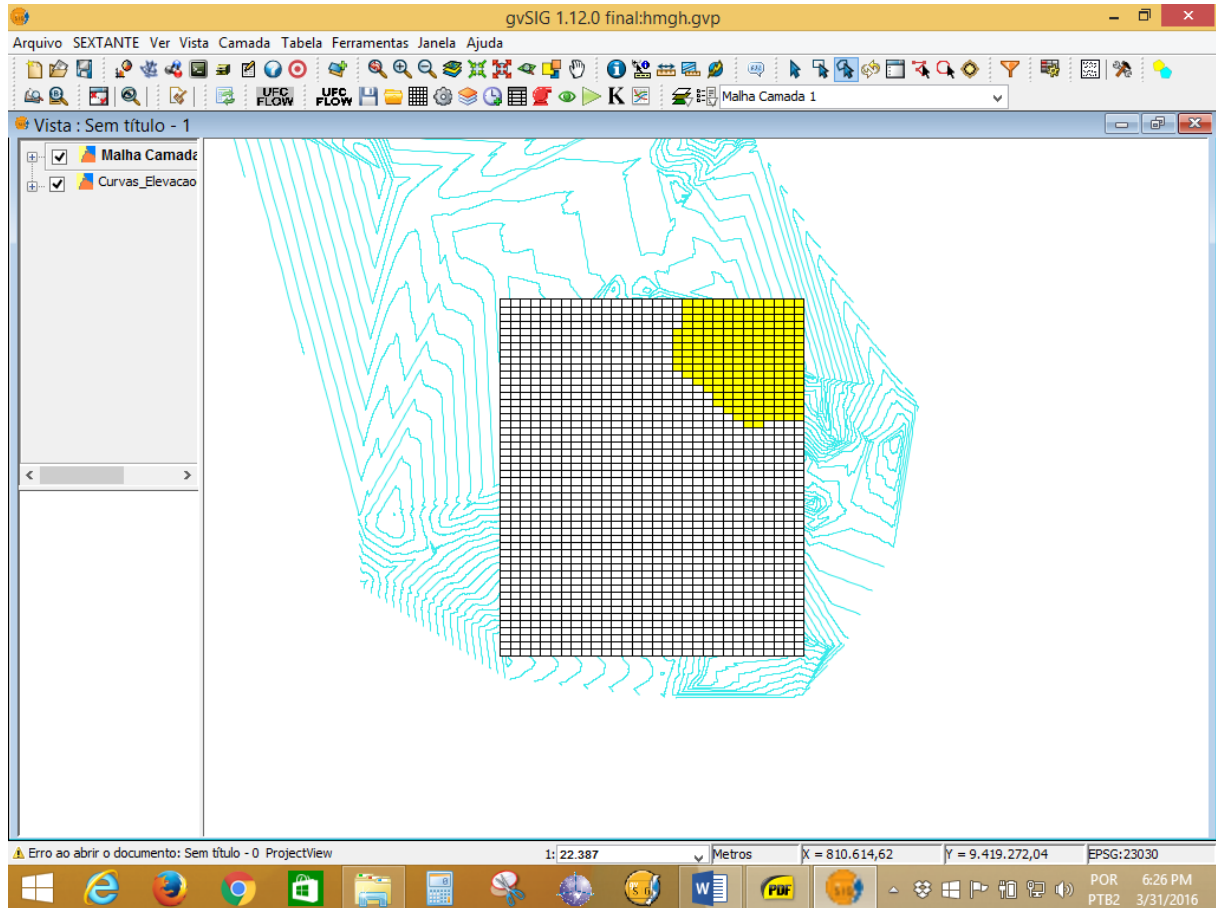 gvSIG 1.12.0 final:hmgh.gvp
Arquivo SEXTANTE Ver Vista Camada Tabela Ferramentas Janela Ajuda
UFC FLOW UFC FLOW K Malha Camada 1
Vista : Sem título - 1
Malha Camada
Curvas_Elevacao
Erro ao abrir o documento: Sem título - 0 ProjectView 1: 22.387 Metros X = 810.614,62 Y = 9.419.272,04 EPSG:23030
W PDF SIG POR 6:26 PM
PTB2 3/31/2016